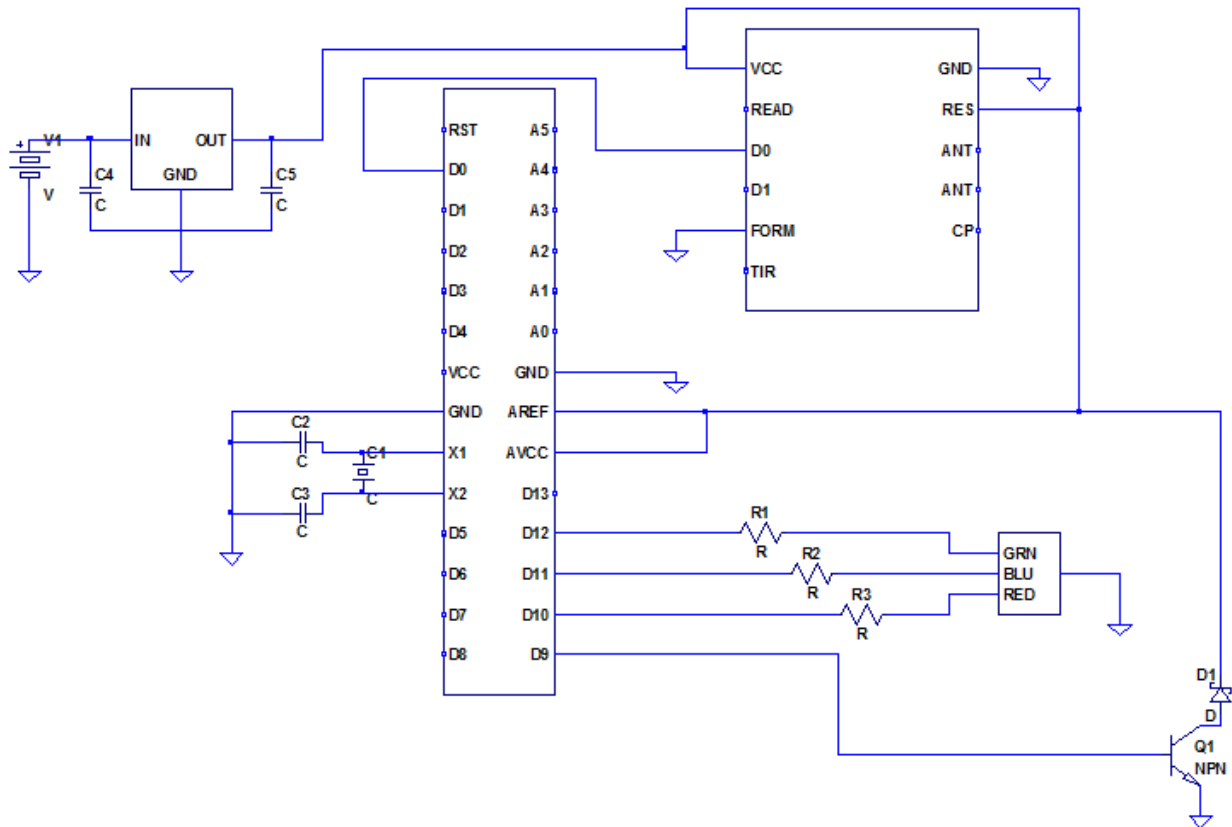 V1
V
C4
C
IN
OUT
GND
C5
C
RST
D0
D1
D2
D3
D4
VCC
GND
X1
X2
D5
D6
D7
D8
A5
A4
A3
A2
A1
A0
GND
AREF
AVCC
D13
D12
D11
D10
D9
C2
C
C1
C
C3
C
VCC
READ
D0
D1
FORM
TIR
GND
RES
ANT
ANT
CP
R1
R
R2
R
R3
R
GRN
BLU
RED
D1
D
Q1
NPN